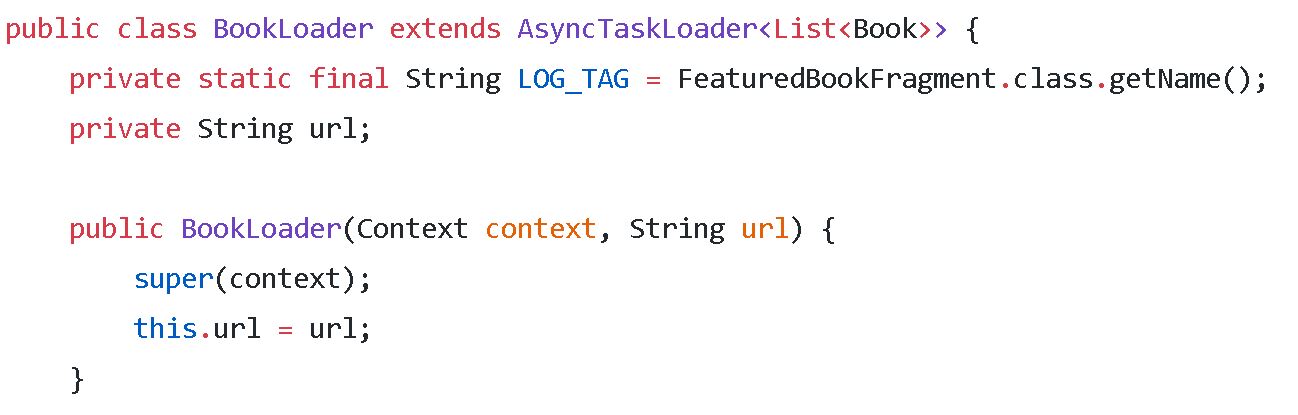 public class BookLoader extends AsyncTaskLoader<List<Book>> {
    private static final String LOG_TAG = FeaturedBookFragment.class.getName();
    private String url;

    public BookLoader(Context context, String url) {
        super(context);
        this.url = url;
    }